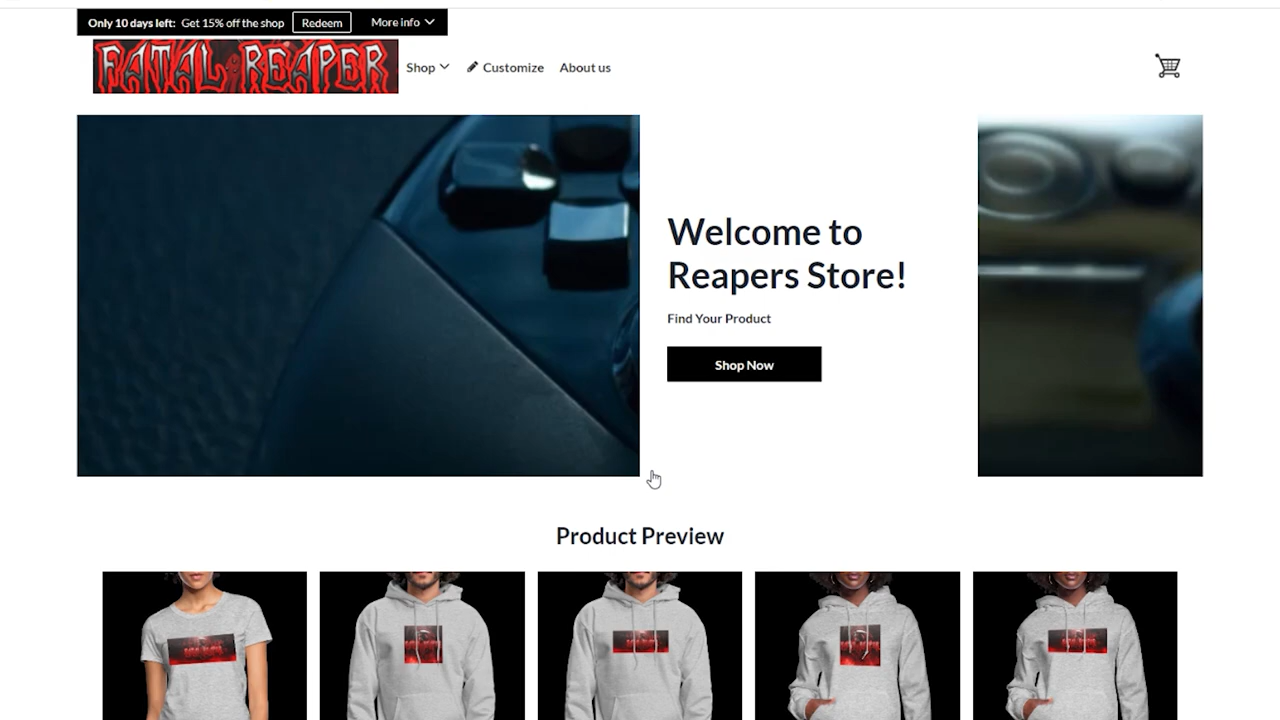 Only 10 days left: Get 15% off the shop Redeem More info
FATAL REAPER Shop Customize About us
Welcome to
Reapers Store!
Find Your Product
Shop Now
Product Preview